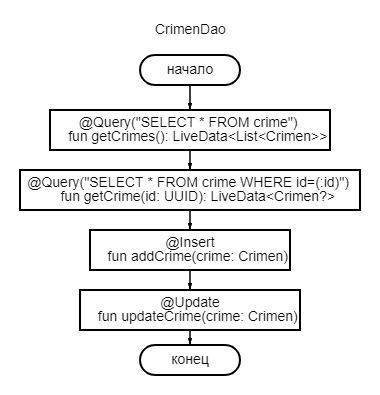 CrimenDao
начало
@Query("SELECT * FROM crime")
fun getCrimes(): LiveData<List<Crimen>>
@Query("SELECT * FROM crime WHERE id=(:id)")
fun getCrime(id: UUID): LiveData<Crimen?>
@Insert
fun addCrime(crime: Crimen)
@Update
fun updateCrime(crime: Crimen)
конец